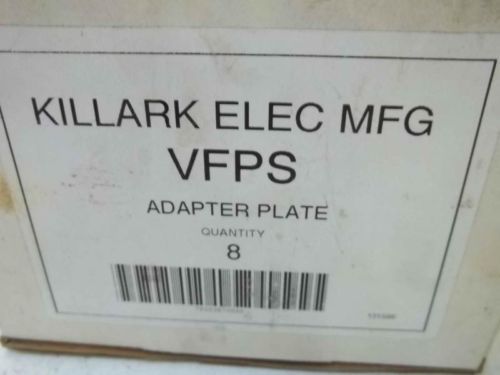 KILLARK ELEC MFG
VFPS
ADAPTER PLATE
QUANTITY
8